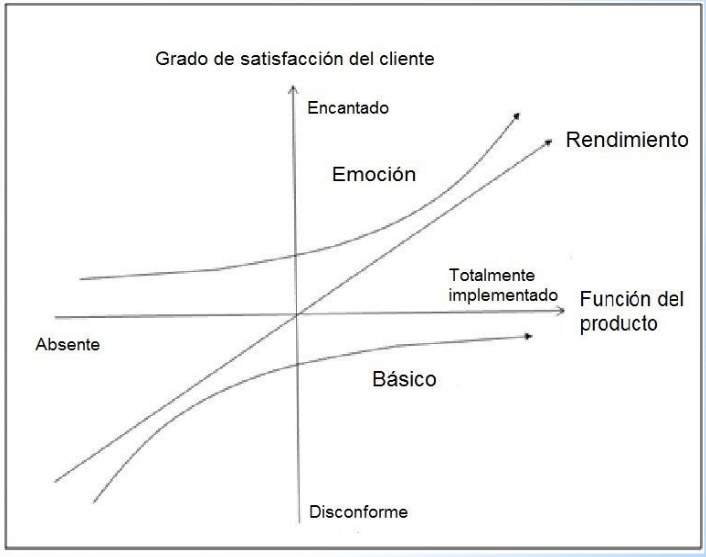 Grado de satisfacción del cliente
Encantado
Rendimiento
Emoción
Totalmente
implementado
Función del
producto
Absente
Básico
Disconforme